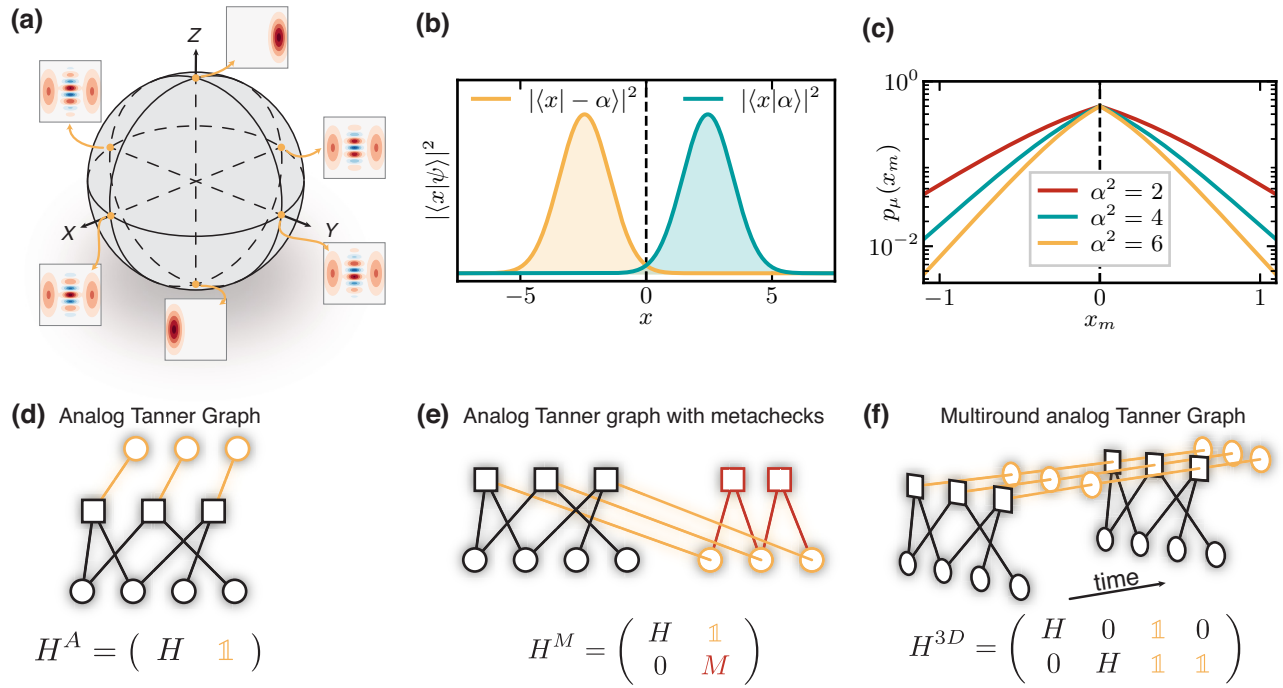 (a)
Z
X
Y
(b)
|⟨x| − α⟩|²
|⟨x|α⟩|²
|⟨x|ψ⟩|²
−5
0
5
x
(c)
10⁰
10⁻²
p_μ(x_m)
α² = 2
α² = 4
α² = 6
−1
0
1
x_m
(d) Analog Tanner Graph
H^A = ( H 𝟙 )
(e) Analog Tanner graph with metachecks
H^M = ( H 𝟙
0 M )
(f) Multiround analog Tanner Graph
time
H^{3D} = ( H 0 𝟙 0
0 H 𝟙 𝟙 )